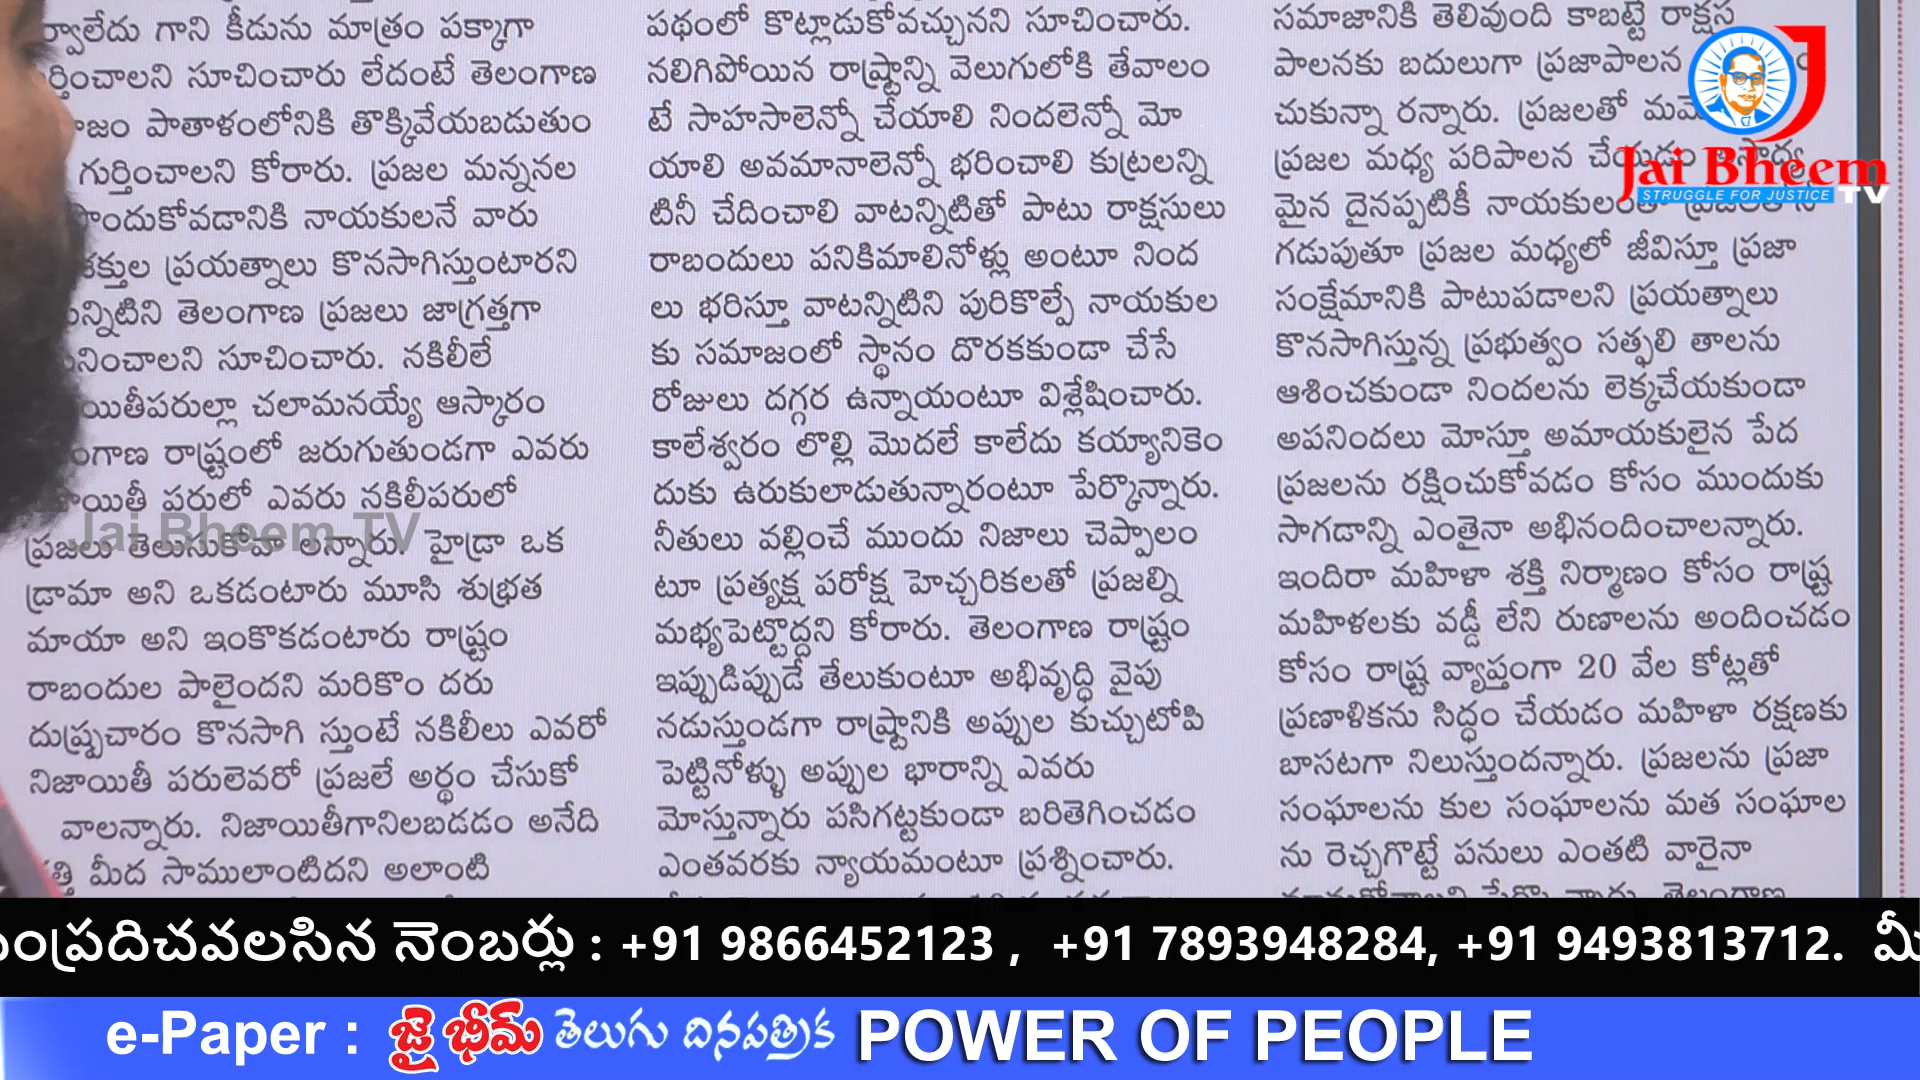 ర్వాలేదు గాని కీడును మాత్రం పక్కాగా
ర్తించాలని సూచించారు లేదంటే తెలంగాణ
జం పాతాళంలోనికి తొక్కివేయబడుతుం
గుర్తించాలని కోరారు. ప్రజల మన్ననల
పొందుకోవడానికి నాయకులనే వారు
శక్తుల ప్రయత్నాలు కొనసాగిస్తుంటారని
న్నిటిని తెలంగాణ ప్రజలు జాగ్రత్తగా
నించాలని సూచించారు. నకిలీలే
యితీపరుల్లా చలామనయ్యే ఆస్కారం
ంగాణ రాష్ట్రంలో జరుగుతుండగా ఎవరు
యితీ పరులో ఎవరు నకిలీపరులో
ప్రజలు తెలుసుకోవా లన్నారు. హైడ్రా ఒక
డ్రామా అని ఒకడంటారు మూసి శుభ్రత
మాయా అని ఇంకొకడంటారు రాష్ట్రం
రాబందుల పాలైందని మరికొం దరు
దుష్ప్రచారం కొనసాగి స్తుంటే నకిలీలు ఎవరో
నిజాయితీ పరులెవరో ప్రజలే అర్థం చేసుకో
వాలన్నారు. నిజాయితీగానిలబడడం అనేది
త్తి మీద సాములాంటిదని అలాంటి
పథంలో కొట్లాడుకోవచ్చునని సూచించారు.
నలిగిపోయిన రాష్ట్రాన్ని వెలుగులోకి తేవాలం
టే సాహసాలెన్నో చేయాలి నిందలెన్నో మో
యాలి అవమానాలెన్నో భరించాలి కుట్రలన్ని
టినీ చేదించాలి వాటన్నిటితో పాటు రాక్షసులు
రాబందులు పనికిమాలినోళ్లు అంటూ నింద
లు భరిస్తూ వాటన్నిటిని పురికొల్పే నాయకుల
కు సమాజంలో స్థానం దొరకకుండా చేసే
రోజులు దగ్గర ఉన్నాయంటూ విశ్లేషించారు.
కాలేశ్వరం లొల్లి మొదలే కాలేదు కయ్యానికెం
దుకు ఉరుకులాడుతున్నారంటూ పేర్కొన్నారు.
నీతులు వల్లించే ముందు నిజాలు చెప్పాలం
టూ ప్రత్యక్ష పరోక్ష హెచ్చరికలతో ప్రజల్ని
మభ్యపెట్టొద్దని కోరారు. తెలంగాణ రాష్ట్రం
ఇప్పుడిప్పుడే తేలుకుంటూ అభివృద్ధి వైపు
నడుస్తుండగా రాష్ట్రానికి అప్పుల కుచ్చుటోపి
పెట్టినోళ్ళు అప్పుల భారాన్ని ఎవరు
మోస్తున్నారు పసిగట్టకుండా బరితెగించడం
ఎంతవరకు న్యాయమంటూ ప్రశ్నించారు.
సమాజానికి తెలివుంది కాబట్టే రాక్షస
పాలనకు బదులుగా ప్రజాపాలన
చుకున్నా రన్నారు. ప్రజలతో
ప్రజల మధ్య పరిపాలన చేయడం అసాధ్య
మైన దైనప్పటికీ నాయకులంతా
గడుపుతూ ప్రజల మధ్యలో జీవిస్తూ ప్రజా
సంక్షేమానికి పాటుపడాలని ప్రయత్నాలు
కొనసాగిస్తున్న ప్రభుత్వం సత్ఫలి తాలను
ఆశించకుండా నిందలను లెక్కచేయకుండా
అపనిందలు మోస్తూ అమాయకులైన పేద
ప్రజలను రక్షించుకోవడం కోసం ముందుకు
సాగడాన్ని ఎంతైనా అభినందించాలన్నారు.
ఇందిరా మహిళా శక్తి నిర్మాణం కోసం రాష్ట్ర
మహిళలకు వడ్డీ లేని రుణాలను అందించడం
కోసం రాష్ట్ర వ్యాప్తంగా 20 వేల కోట్లతో
ప్రణాళికను సిద్ధం చేయడం మహిళా రక్షణకు
బాసటగా నిలుస్తుందన్నారు. ప్రజలను ప్రజా
సంఘాలను కుల సంఘాలను మత సంఘాల
ను రెచ్చగొట్టే పనులు ఎంతటి వారైనా
Jai Bheem
STRUGGLE FOR JUSTICE TV
Jai Bheem TV
ంప్రదిచవలసిన నెంబర్లు : +91 9866452123 , +91 7893948284, +91 9493813712. మీ
e-Paper : జై భీమ్ తెలుగు దినపత్రిక POWER OF PEOPLE